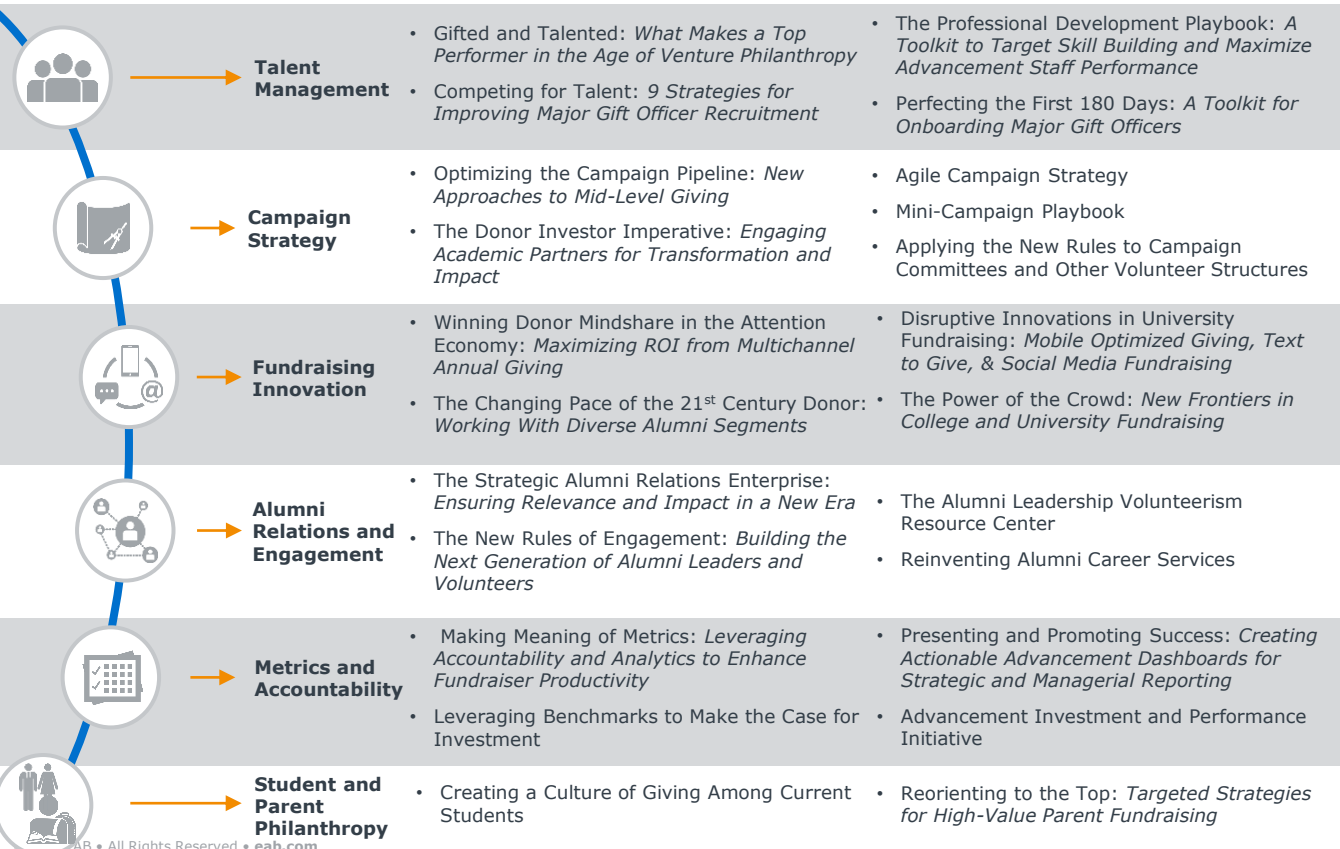 Talent
Management
• Gifted and Talented: What Makes a Top
Performer in the Age of Venture Philanthropy
• Competing for Talent: 9 Strategies for
Improving Major Gift Officer Recruitment
• The Professional Development Playbook: A
Toolkit to Target Skill Building and Maximize
Advancement Staff Performance
• Perfecting the First 180 Days: A Toolkit for
Onboarding Major Gift Officers
Campaign
Strategy
• Optimizing the Campaign Pipeline: New
Approaches to Mid-Level Giving
• The Donor Investor Imperative: Engaging
Academic Partners for Transformation and
Impact
• Agile Campaign Strategy
• Mini-Campaign Playbook
• Applying the New Rules to Campaign
Committees and Other Volunteer Structures
Fundraising
Innovation
• Winning Donor Mindshare in the Attention
Economy: Maximizing ROI from Multichannel
Annual Giving
• The Changing Pace of the 21st Century Donor:
Working With Diverse Alumni Segments
• Disruptive Innovations in University
Fundraising: Mobile Optimized Giving, Text
to Give, & Social Media Fundraising
• The Power of the Crowd: New Frontiers in
College and University Fundraising
@
Alumni
Relations and
Engagement
• The Strategic Alumni Relations Enterprise:
Ensuring Relevance and Impact in a New Era
• The New Rules of Engagement: Building the
Next Generation of Alumni Leaders and
Volunteers
• The Alumni Leadership Volunteerism
Resource Center
• Reinventing Alumni Career Services
Metrics and
Accountability
• Making Meaning of Metrics: Leveraging
Accountability and Analytics to Enhance
Fundraiser Productivity
• Leveraging Benchmarks to Make the Case for
Investment
• Presenting and Promoting Success: Creating
Actionable Advancement Dashboards for
Strategic and Managerial Reporting
• Advancement Investment and Performance
Initiative
Student and
Parent
Philanthropy
• Creating a Culture of Giving Among Current
Students
• Reorienting to the Top: Targeted Strategies
for High-Value Parent Fundraising
AB • All Rights Reserved • eab.com